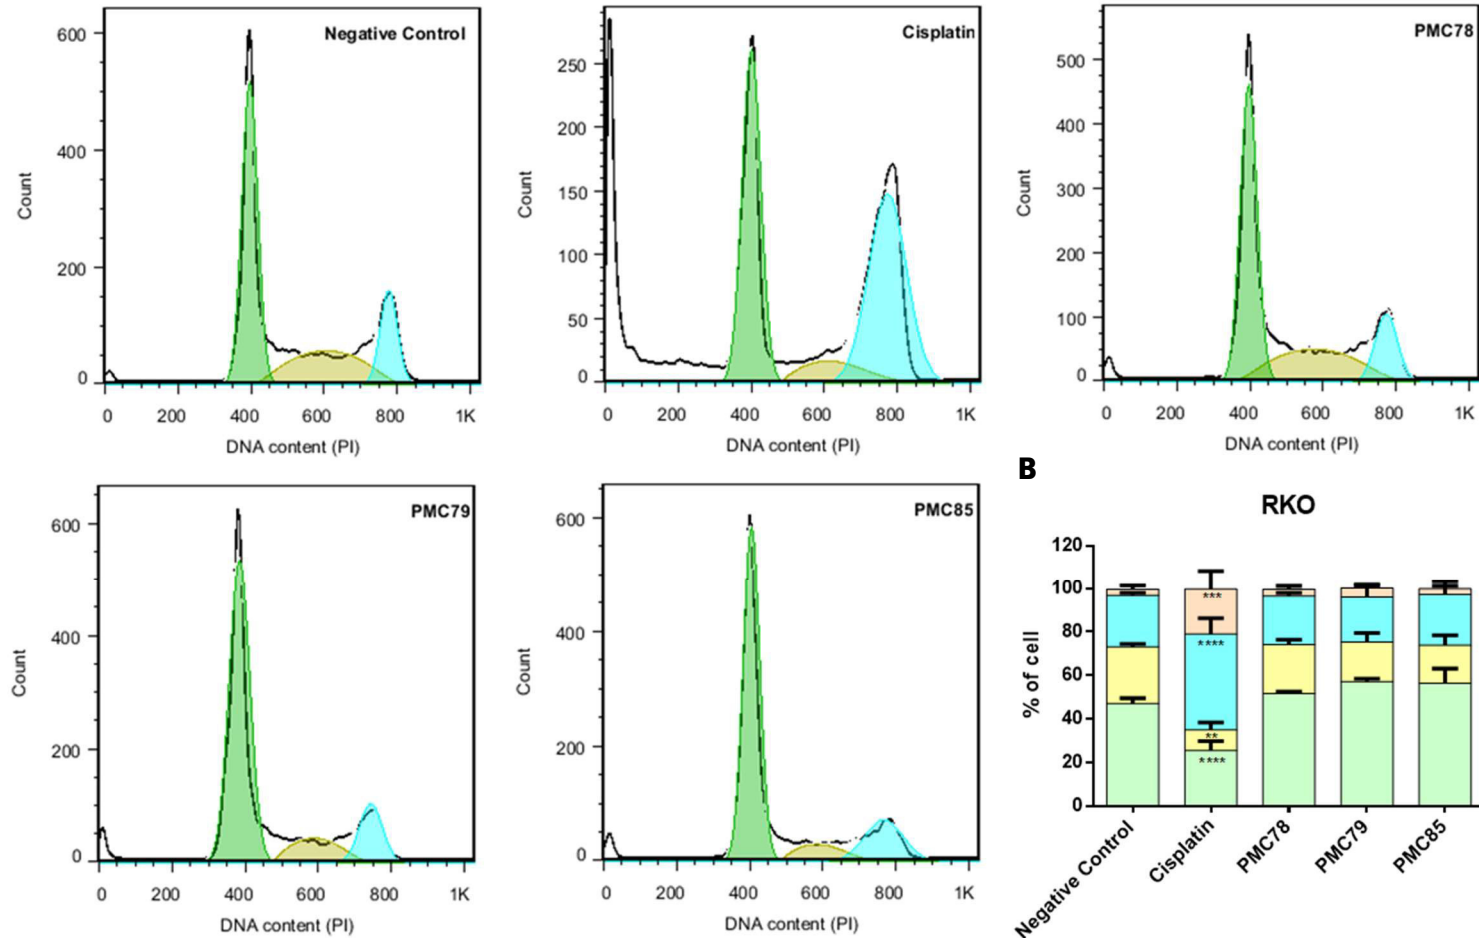 Negative Control
600
400
200
0
Count
0 200 400 600 800 1K
DNA content (PI)
Cisplatin
250
200
150
100
50
0
Count
0 200 400 600 800 1K
DNA content (PI)
PMC78
500
400
300
200
100
0
Count
0 200 400 600 800 1K
DNA content (PI)
PMC79
600
400
200
0
Count
0 200 400 600 800 1K
DNA content (PI)
PMC85
600
400
200
0
Count
0 200 400 600 800 1K
DNA content (PI)
B
RKO
120
100
80
60
40
20
0
% of cell
***
****
**
****
Negative Control
Cisplatin
PMC78
PMC79
PMC85